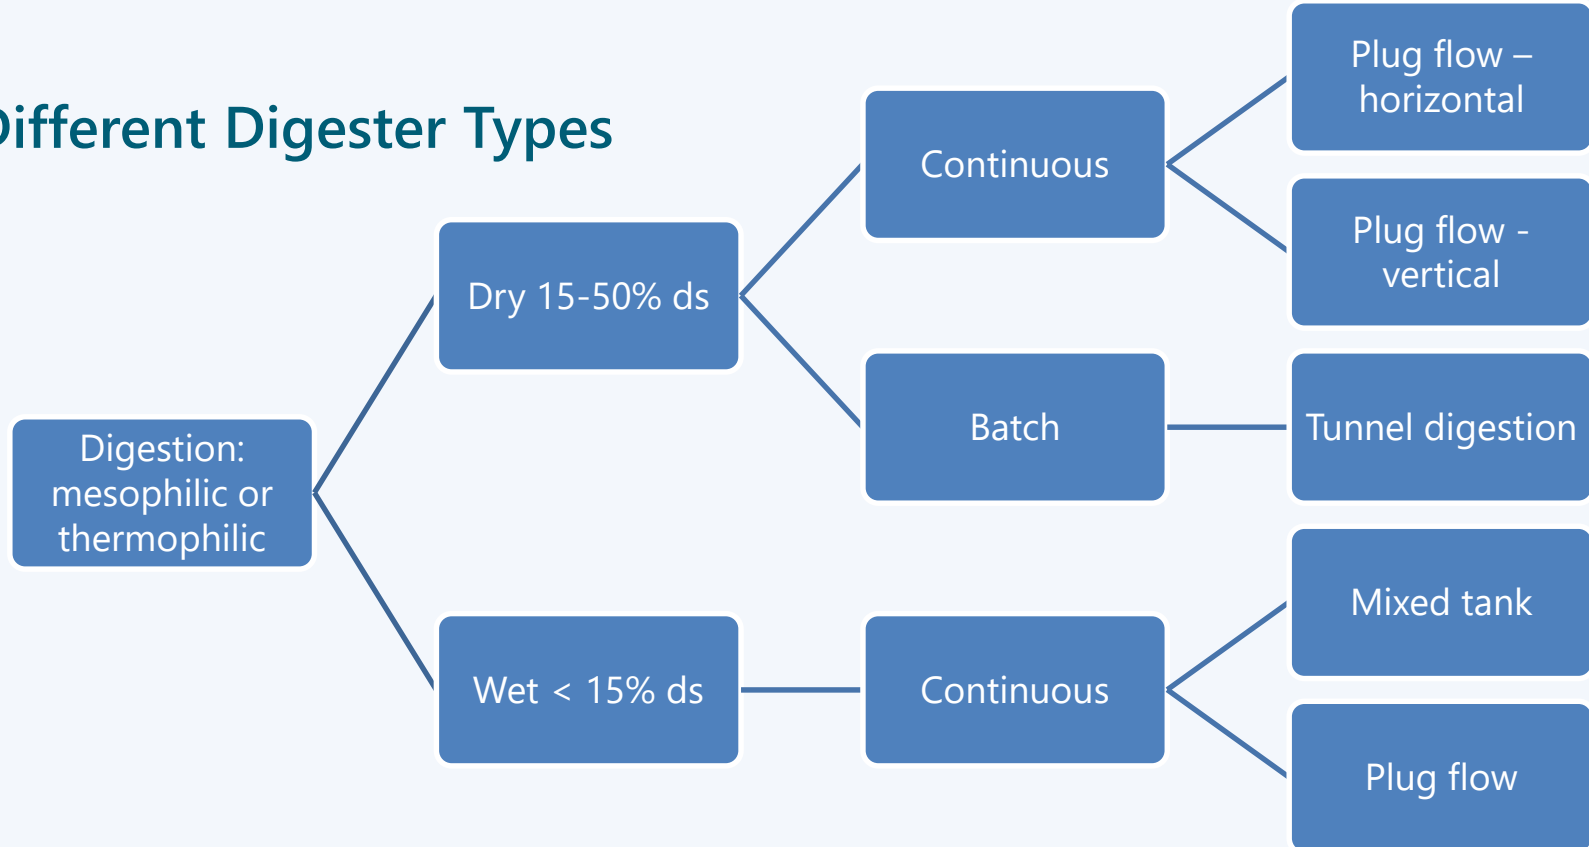 Different Digester Types
Digestion:
mesophilic or
thermophilic
Dry 15-50% ds
Wet < 15% ds
Continuous
Batch
Continuous
Plug flow –
horizontal
Plug flow -
vertical
Tunnel digestion
Mixed tank
Plug flow